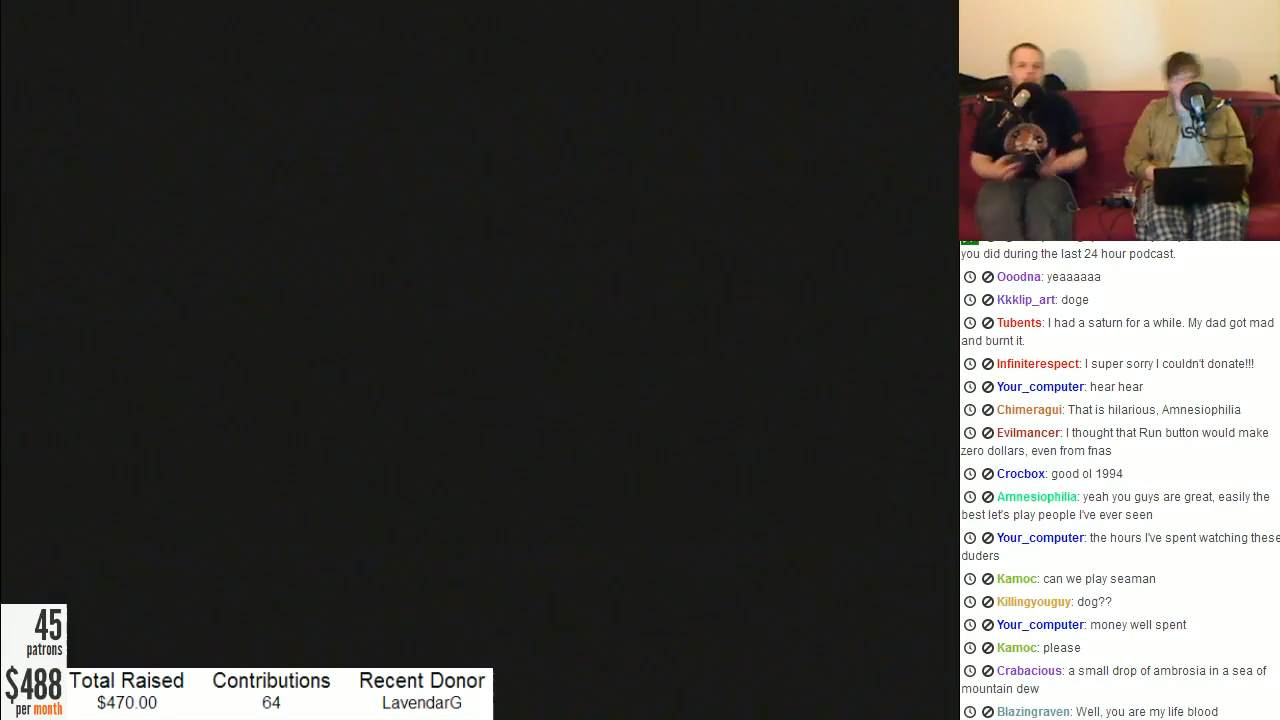 you did during the last 24 hour podcast.
Ooodna: yeaaaaaa
Kkklip_art: doge
Tubents: I had a saturn for a while. My dad got mad
and burnt it.
Infiniterespect: I super sorry I couldn't donate!!!
Your_computer: hear hear
Chimeragui: That is hilarious, Amnesiophilia
Evilmancer: I thought that Run button would make
zero dollars, even from fnas
Crocbox: good ol 1994
Amnesiophilia: yeah you guys are great, easily the
best let's play people I've ever seen
Your_computer: the hours I've spent watching these
duders
Kamoc: can we play seaman
Killingyouguy: dog??
Your_computer: money well spent
Kamoc: please
Crabacious: a small drop of ambrosia in a sea of
mountain dew
Blazingraven: Well, you are my life blood
45
patrons
$488
per month
Total Raised Contributions Recent Donor
$470.00 64 LavendarG